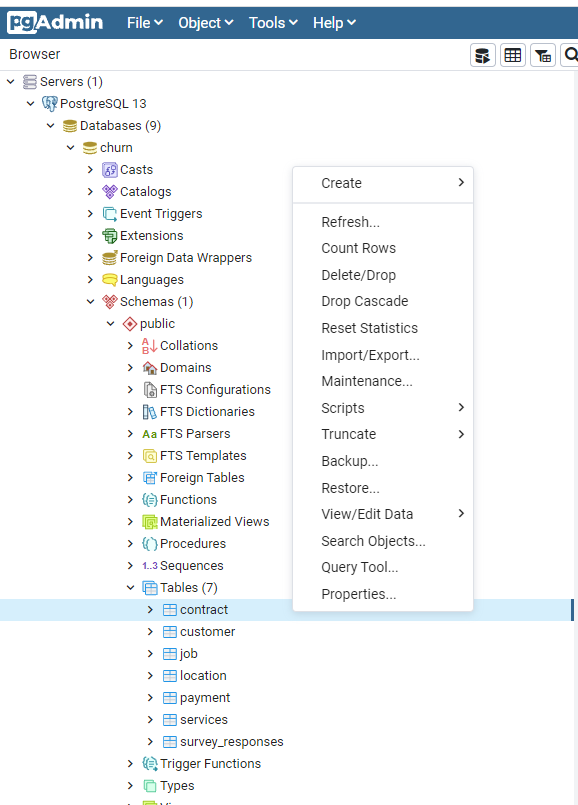 pgAdmin File Object Tools Help
Browser
Servers (1)
PostgreSQL 13
Databases (9)
churn
Casts
Catalogs
Event Triggers
Extensions
Foreign Data Wrappers
Languages
Schemas (1)
public
Collations
Domains
FTS Configurations
FTS Dictionaries
Aa FTS Parsers
FTS Templates
Foreign Tables
Functions
Materialized Views
Procedures
1..3 Sequences
Tables (7)
contract
customer
job
location
payment
services
survey_responses
Trigger Functions
Types
Create
Refresh...
Count Rows
Delete/Drop
Drop Cascade
Reset Statistics
Import/Export...
Maintenance...
Scripts
Truncate
Backup...
Restore...
View/Edit Data
Search Objects...
Query Tool...
Properties...